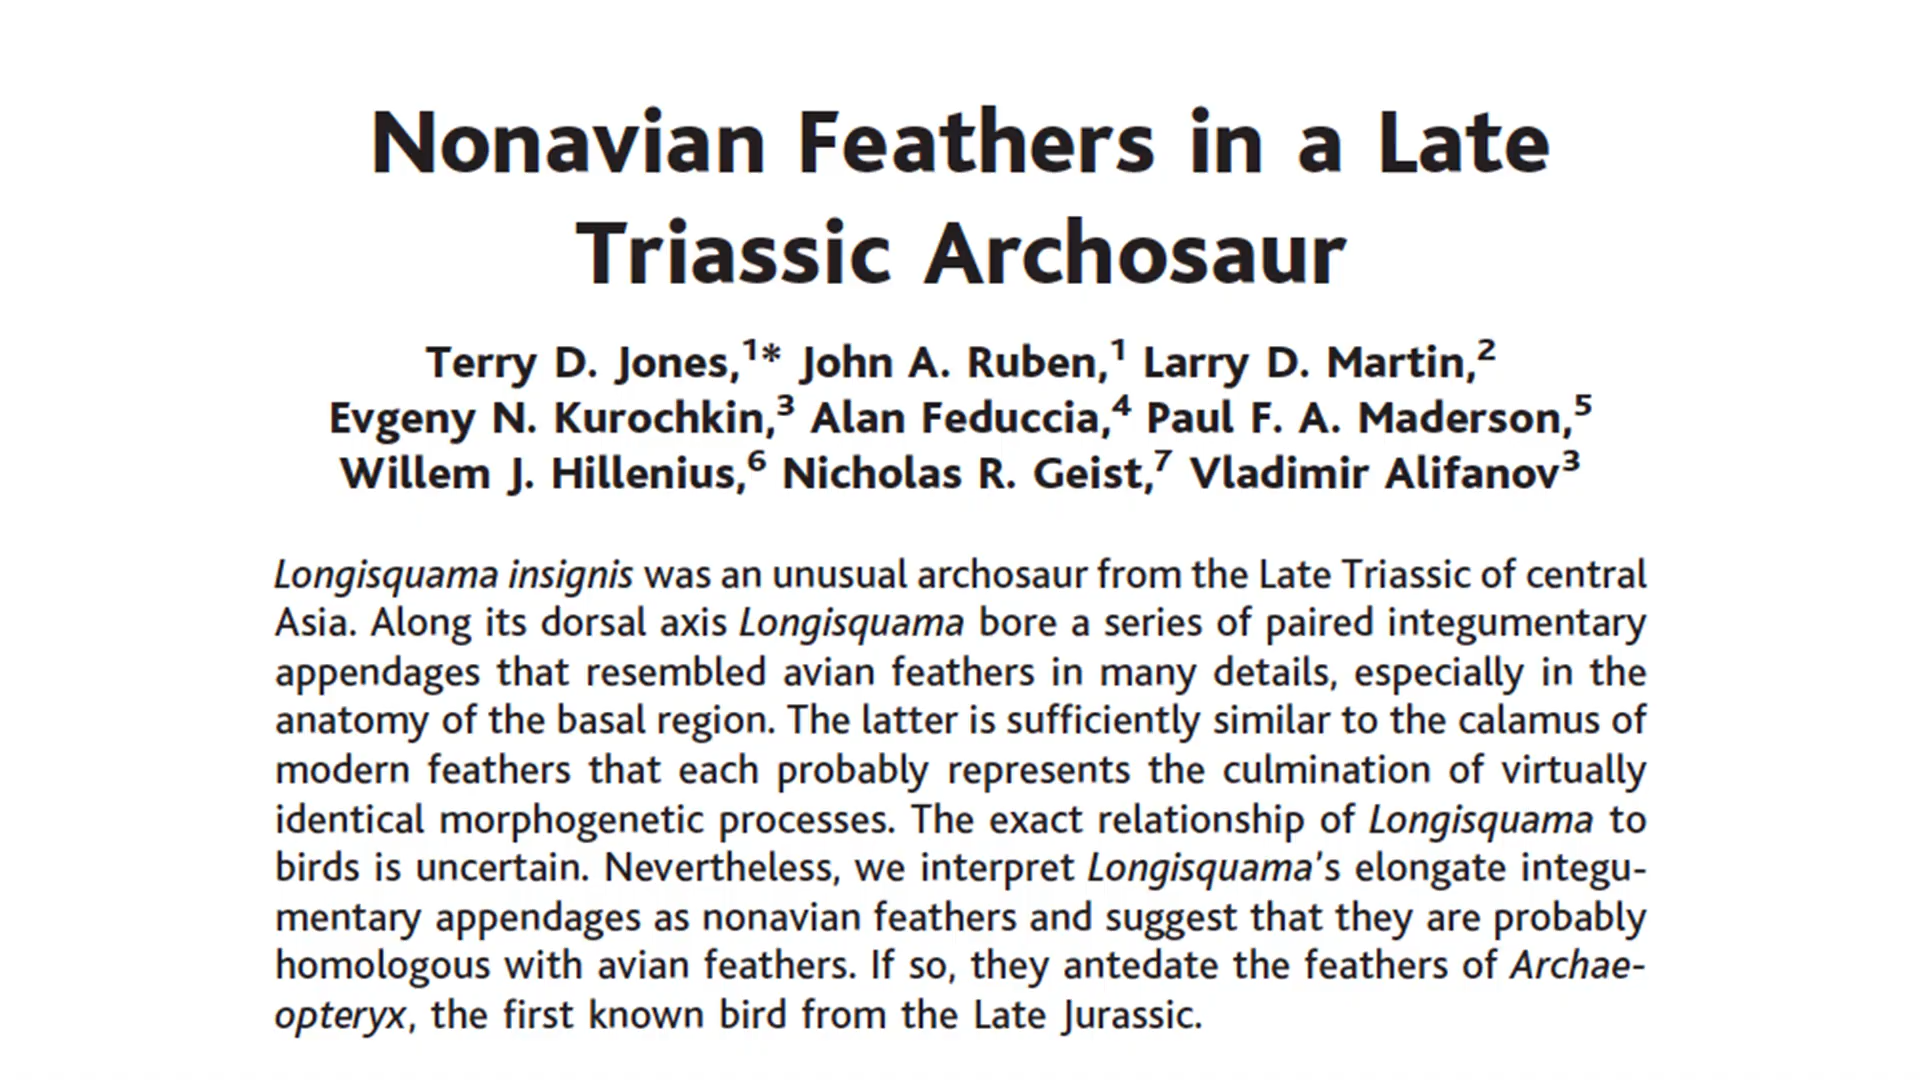 Nonavian Feathers in a Late
Triassic Archosaur
Terry D. Jones,¹* John A. Ruben,¹ Larry D. Martin,²
Evgeny N. Kurochkin,³ Alan Feduccia,⁴ Paul F. A. Maderson,⁵
Willem J. Hillenius,⁶ Nicholas R. Geist,⁷ Vladimir Alifanov³
Longisquama insignis was an unusual archosaur from the Late Triassic of central
Asia. Along its dorsal axis Longisquama bore a series of paired integumentary
appendages that resembled avian feathers in many details, especially in the
anatomy of the basal region. The latter is sufficiently similar to the calamus of
modern feathers that each probably represents the culmination of virtually
identical morphogenetic processes. The exact relationship of Longisquama to
birds is uncertain. Nevertheless, we interpret Longisquama's elongate integu-
mentary appendages as nonavian feathers and suggest that they are probably
homologous with avian feathers. If so, they antedate the feathers of Archae-
opteryx, the first known bird from the Late Jurassic.